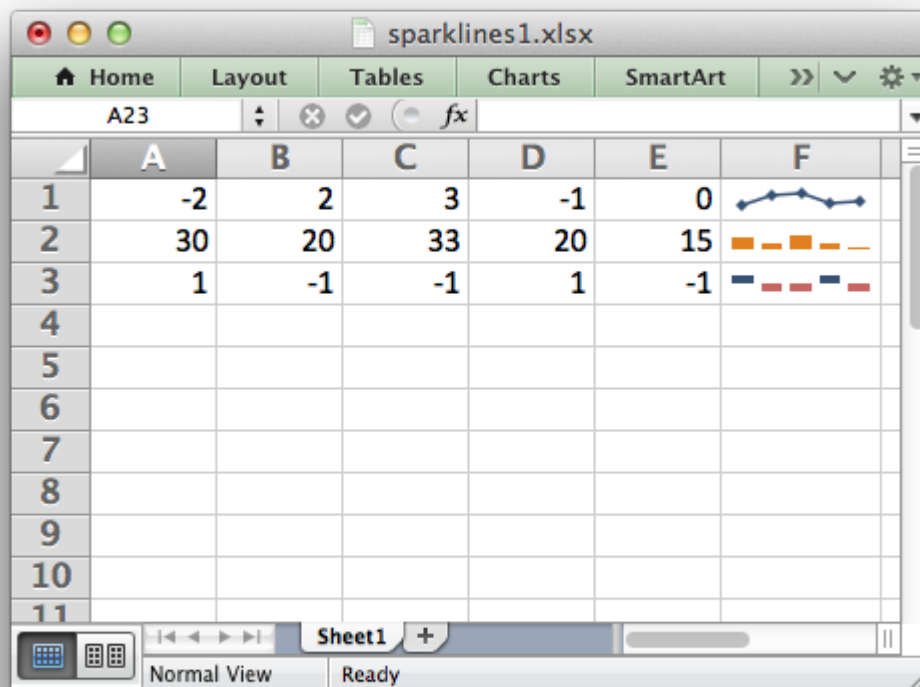 sparklines1.xlsx
Home Layout Tables Charts SmartArt
A23 fx
A B C D E F
1 -2 2 3 -1 0
2 30 20 33 20 15
3 1 -1 -1 1 -1
4
5
6
7
8
9
10
11
Sheet1 +
Normal View Ready